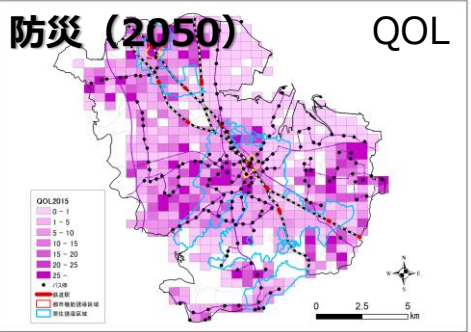 防災（2050） QOL
QOL2015
0 - 1
1 - 5
5 - 10
10 - 15
15 - 20
20 - 25
25 -
バス停
鉄道駅
都市機能誘導区域
居住誘導区域
N
W E
S
0 2.5 5
km